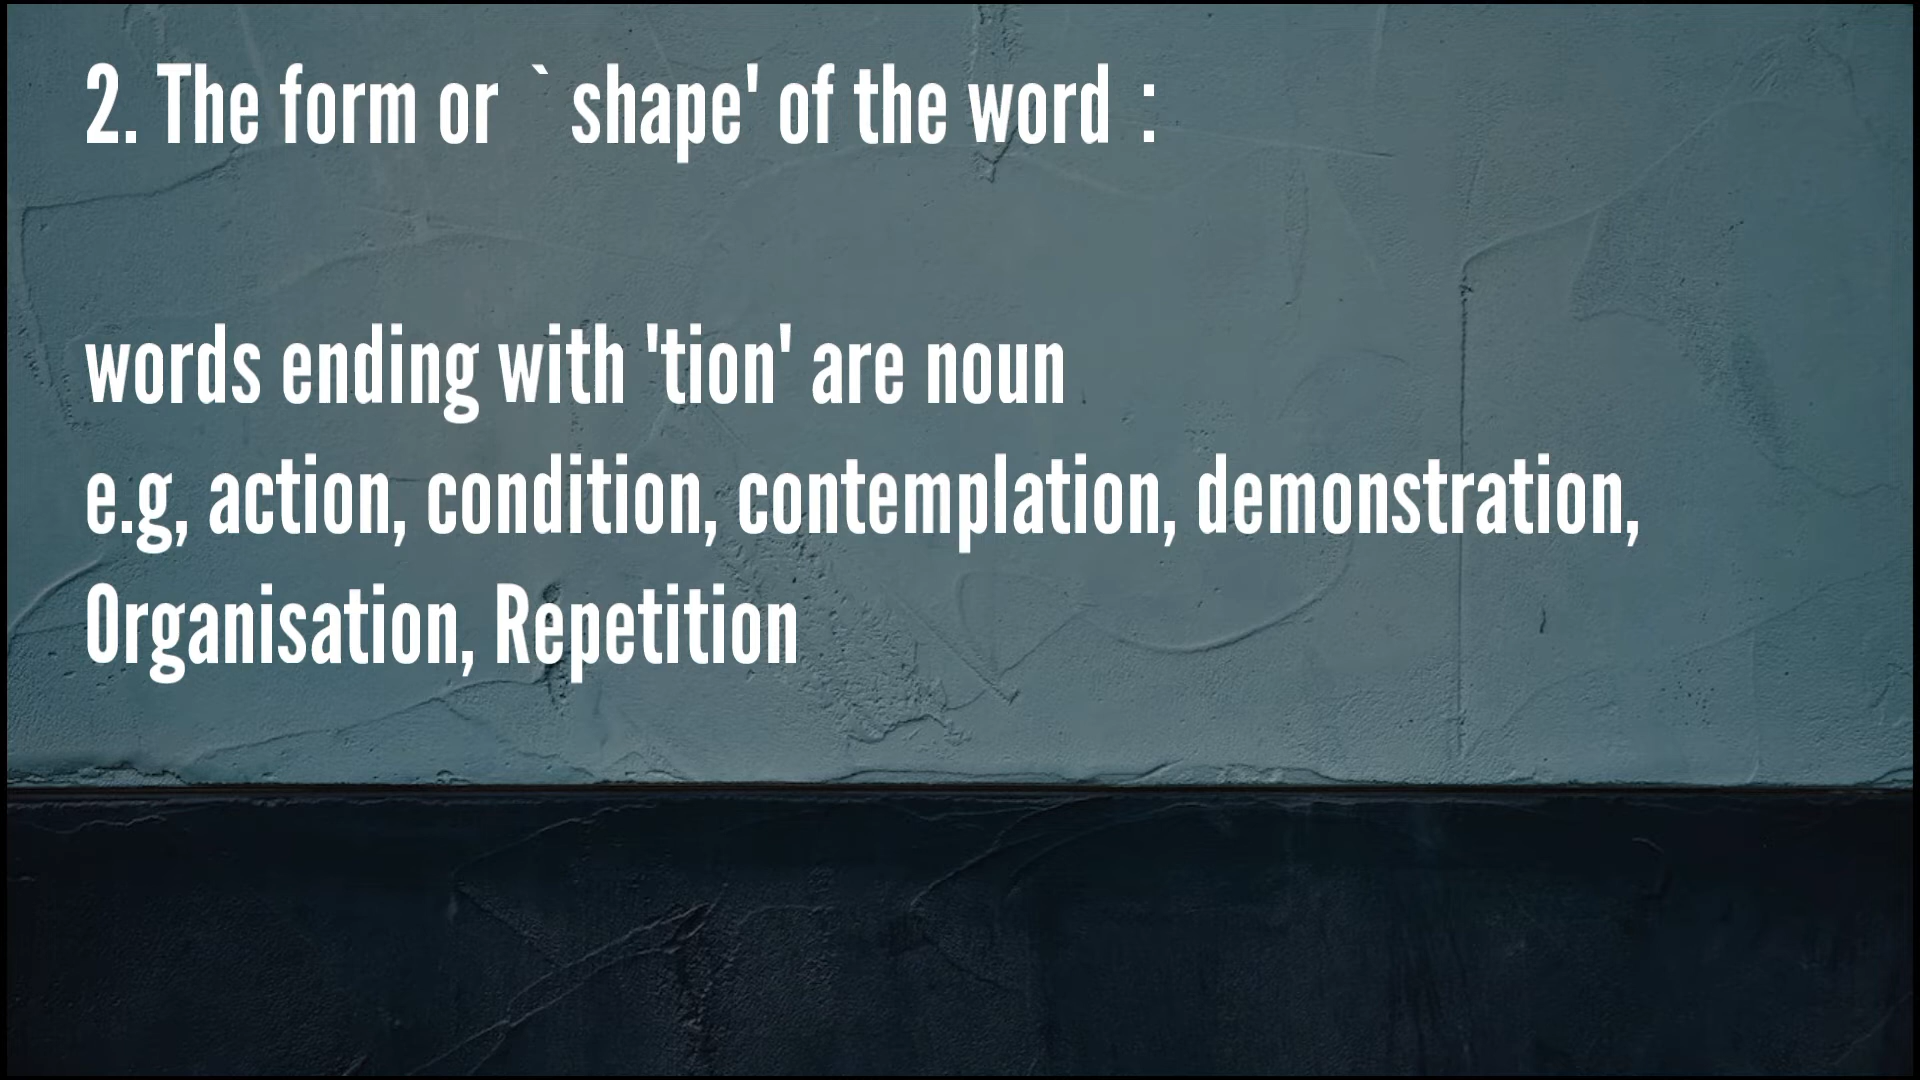 2. The form or ` shape' of the word :
words ending with 'tion' are noun
e.g, action, condition, contemplation, demonstration,
Organisation, Repetition